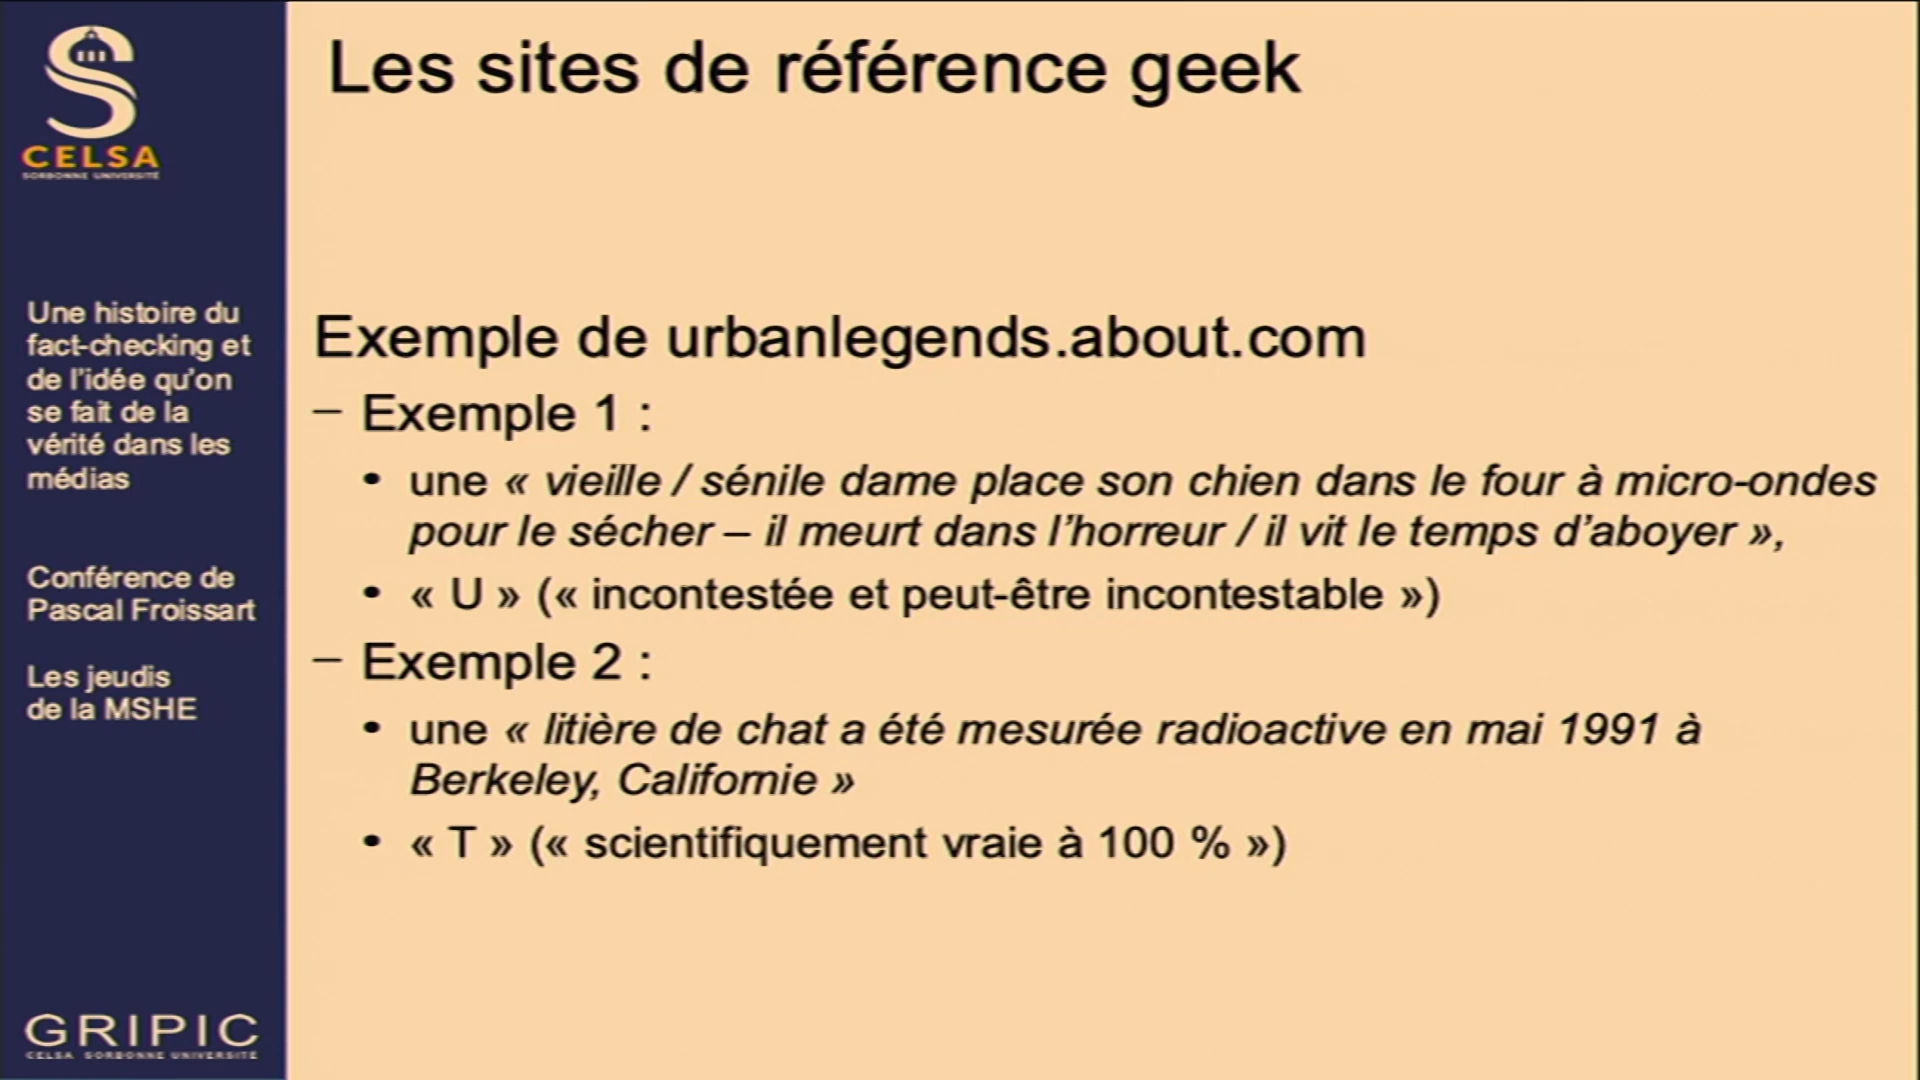 Les sites de référence geek
CELSA
SORBONNE UNIVERSITÉ
Une histoire du
fact-checking et
de l'idée qu'on
se fait de la
vérité dans les
médias
Conférence de
Pascal Froissart
Les jeudis
de la MSHE
GRIPIC
CELSA SORBONNE UNIVERSITÉ
Exemple de urbanlegends.about.com
– Exemple 1 :
• une « vieille / sénile dame place son chien dans le four à micro-ondes
pour le sécher – il meurt dans l'horreur / il vit le temps d'aboyer »,
• « U » (« incontestée et peut-être incontestable »)
– Exemple 2 :
• une « litière de chat a été mesurée radioactive en mai 1991 à
Berkeley, Californie »
• « T » (« scientifiquement vraie à 100 % »)